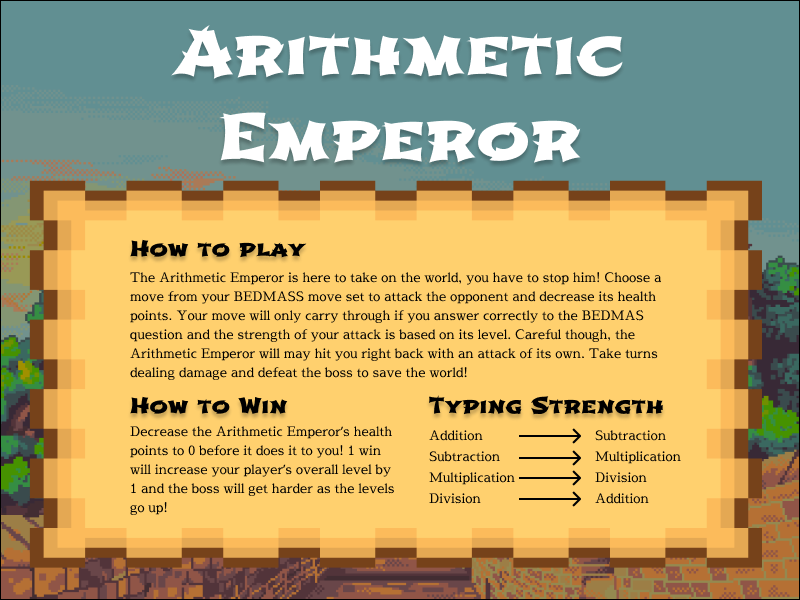 ARITHMETIC
EMPEROR
HOW TO PLAY
The Arithmetic Emperor is here to take on the world, you have to stop him! Choose a
move from your BEDMASS move set to attack the opponent and decrease its health
points. Your move will only carry through if you answer correctly to the BEDMAS
question and the strength of your attack is based on its level. Careful though, the
Arithmetic Emperor will may hit you right back with an attack of its own. Take turns
dealing damage and defeat the boss to save the world!
HOW TO WIN
Decrease the Arithmetic Emperor's health
points to 0 before it does it to you! 1 win
will increase your player's overall level by
1 and the boss will get harder as the levels
go up!
TYPING STRENGTH
Addition → Subtraction
Subtraction → Multiplication
Multiplication → Division
Division → Addition